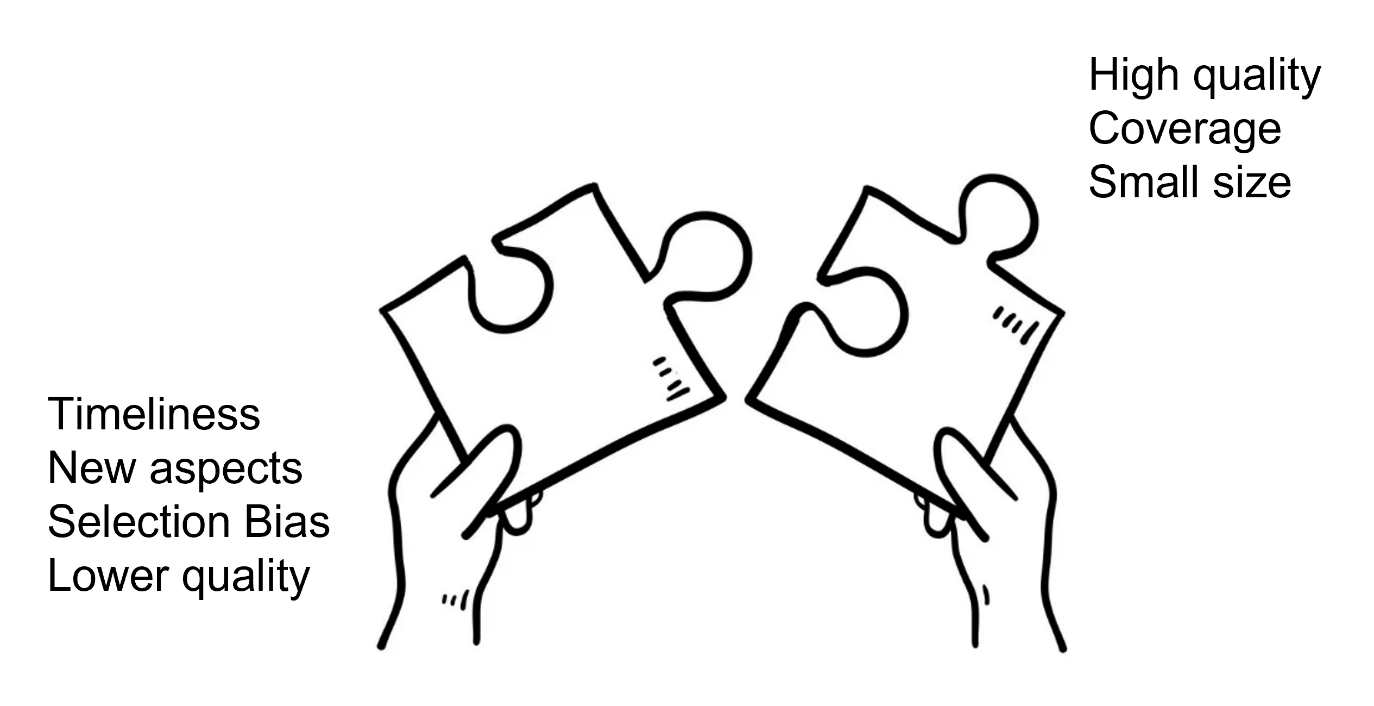 High quality
Coverage
Small size
Timeliness
New aspects
Selection Bias
Lower quality